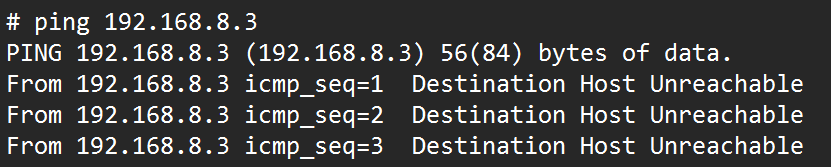 # ping 192.168.8.3
PING 192.168.8.3 (192.168.8.3) 56(84) bytes of data.
From 192.168.8.3 icmp_seq=1  Destination Host Unreachable
From 192.168.8.3 icmp_seq=2  Destination Host Unreachable
From 192.168.8.3 icmp_seq=3  Destination Host Unreachable